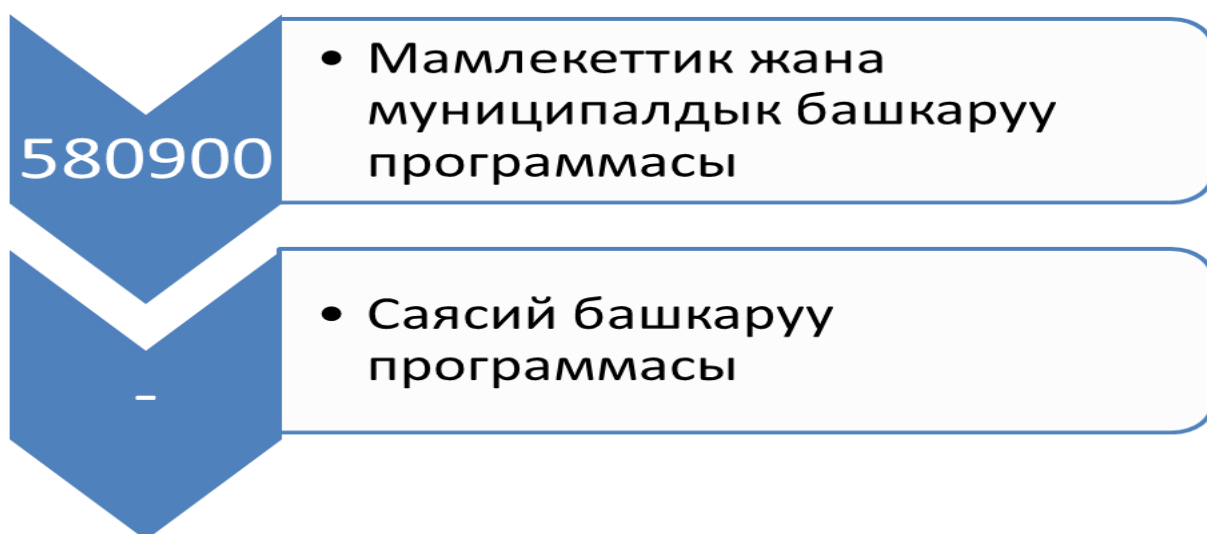 580900
• Мамлекеттик жана
муниципалдык башкаруу
программасы
-
• Саясий башкаруу
программасы